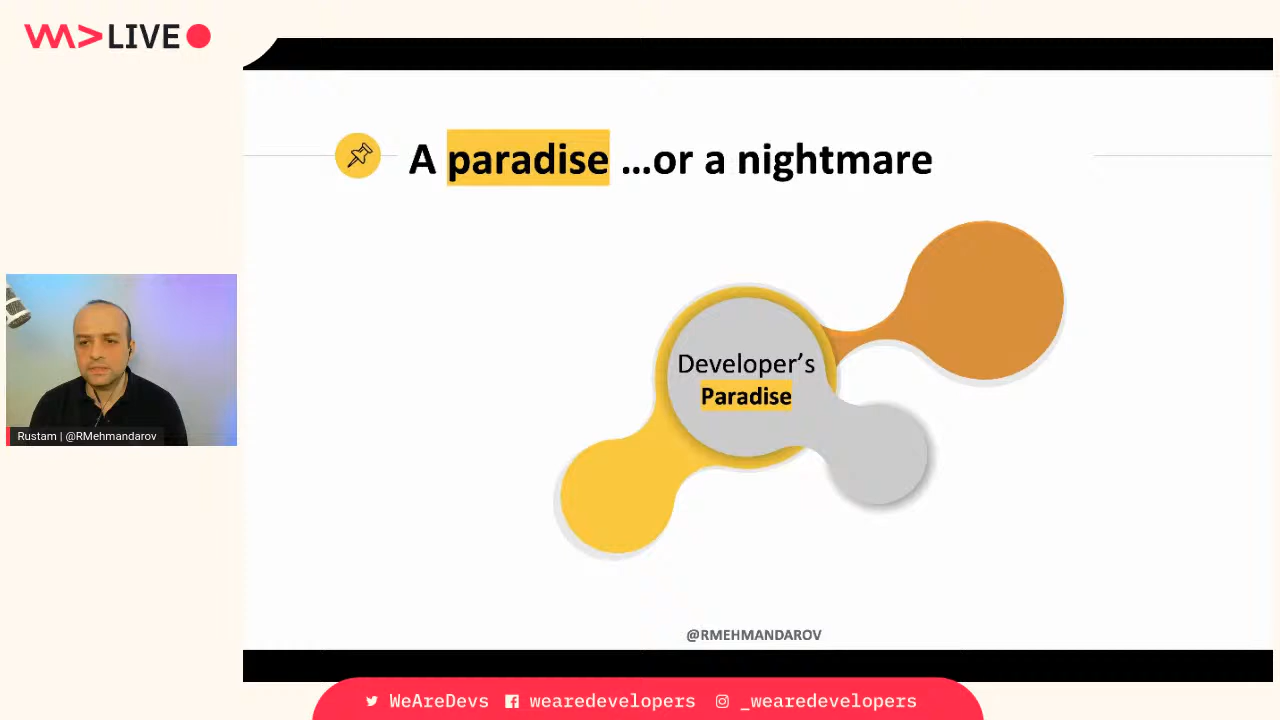 LIVE
A paradise ...or a nightmare
Developer's
Paradise
Rustam | @RMehmandarov
@RMEHMANDAROV
WeAreDevs wearedevelopers _wearedevelopers